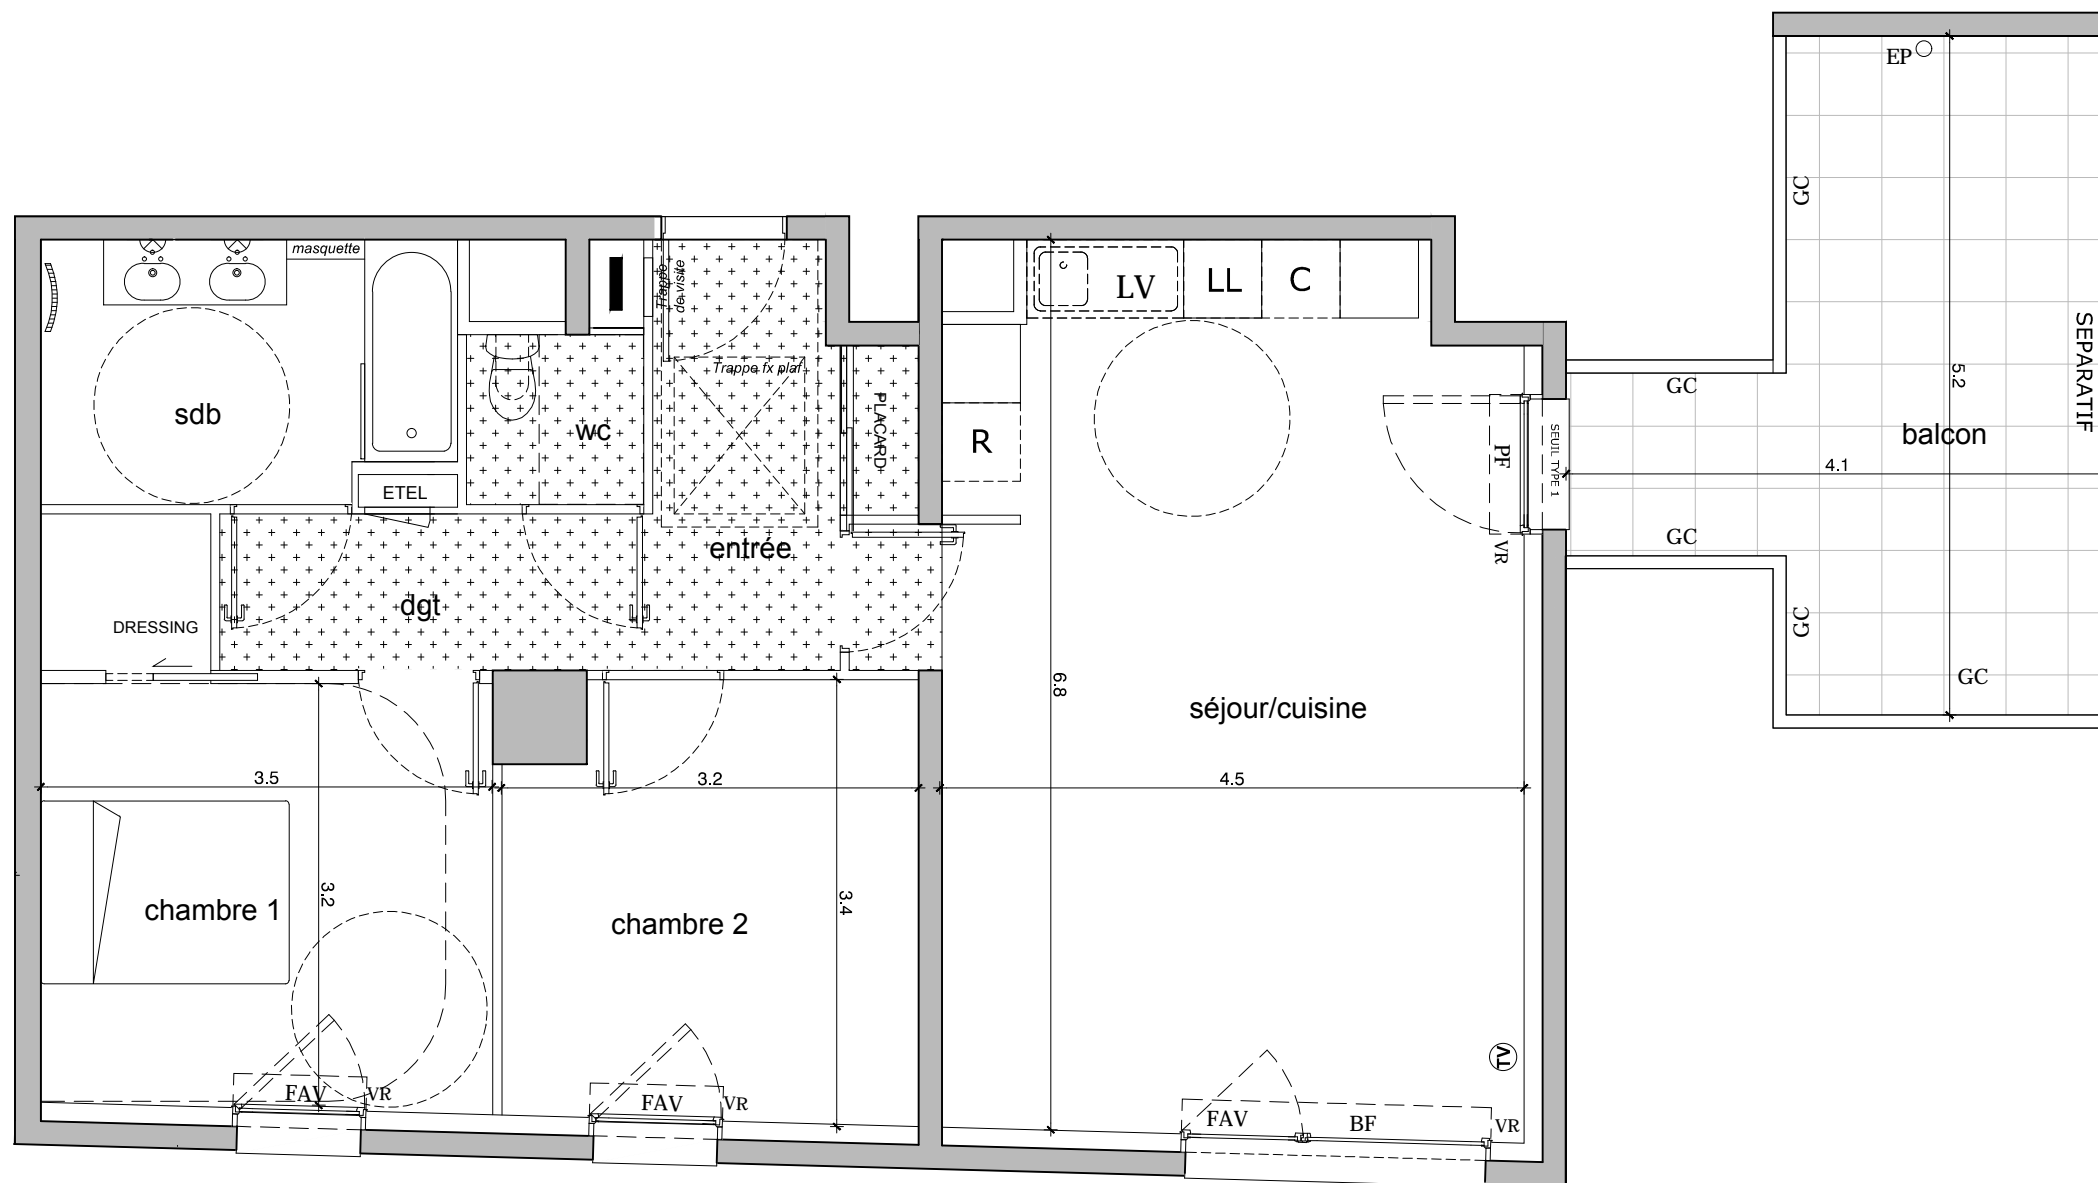 EP
GC
masquette
Trappe
de visite
LV
LL
C
SEPARATIF
Trappe fx plaf
5.2
GC
PLACARD
sdb
wc
R
PF
SEUIL TYPE 1
balcon
4.1
ETEL
entrée
VR
GC
dgt
DRESSING
GC
6.8
séjour/cuisine
GC
3.5
3.2
4.5
3.2
3.4
chambre 1
chambre 2
TV
FAV
VR
FAV
VR
FAV
BF
VR